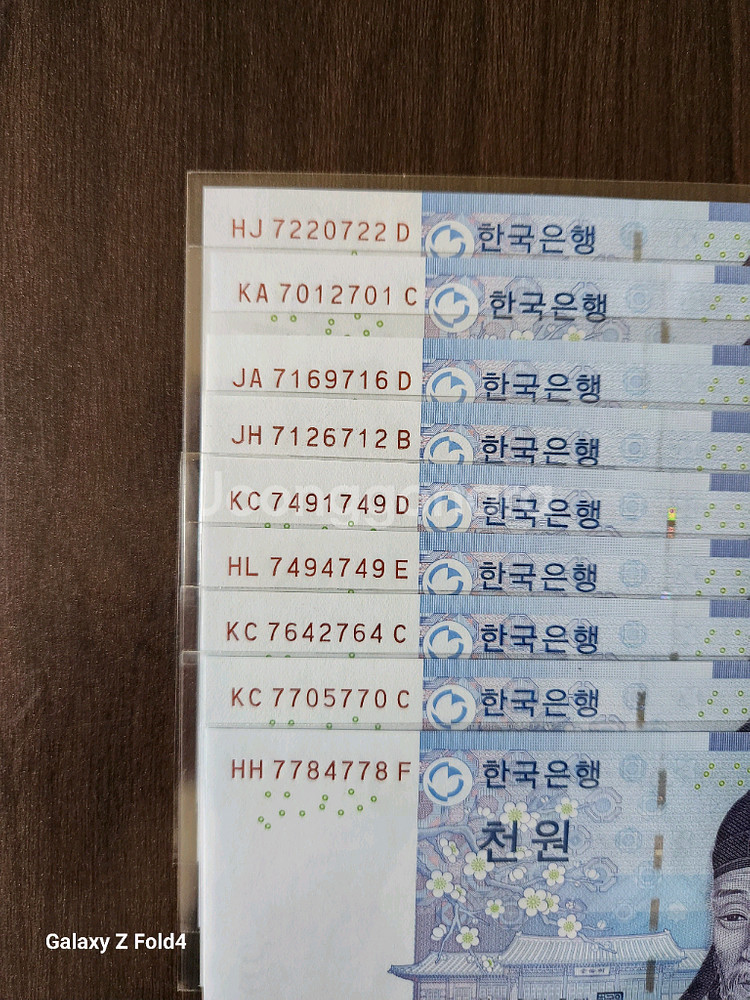 HJ 7220722 D 한국은행
KA 7012701 C 한국은행
JA 7169716 D 한국은행
JH 7126712 B 한국은행
KC 7491749 D 한국은행
HL 7494749 E 한국은행
KC 7642764 C 한국은행
KC 7705770 C 한국은행
HH 7784778 F 한국은행
천원
Galaxy Z Fold4